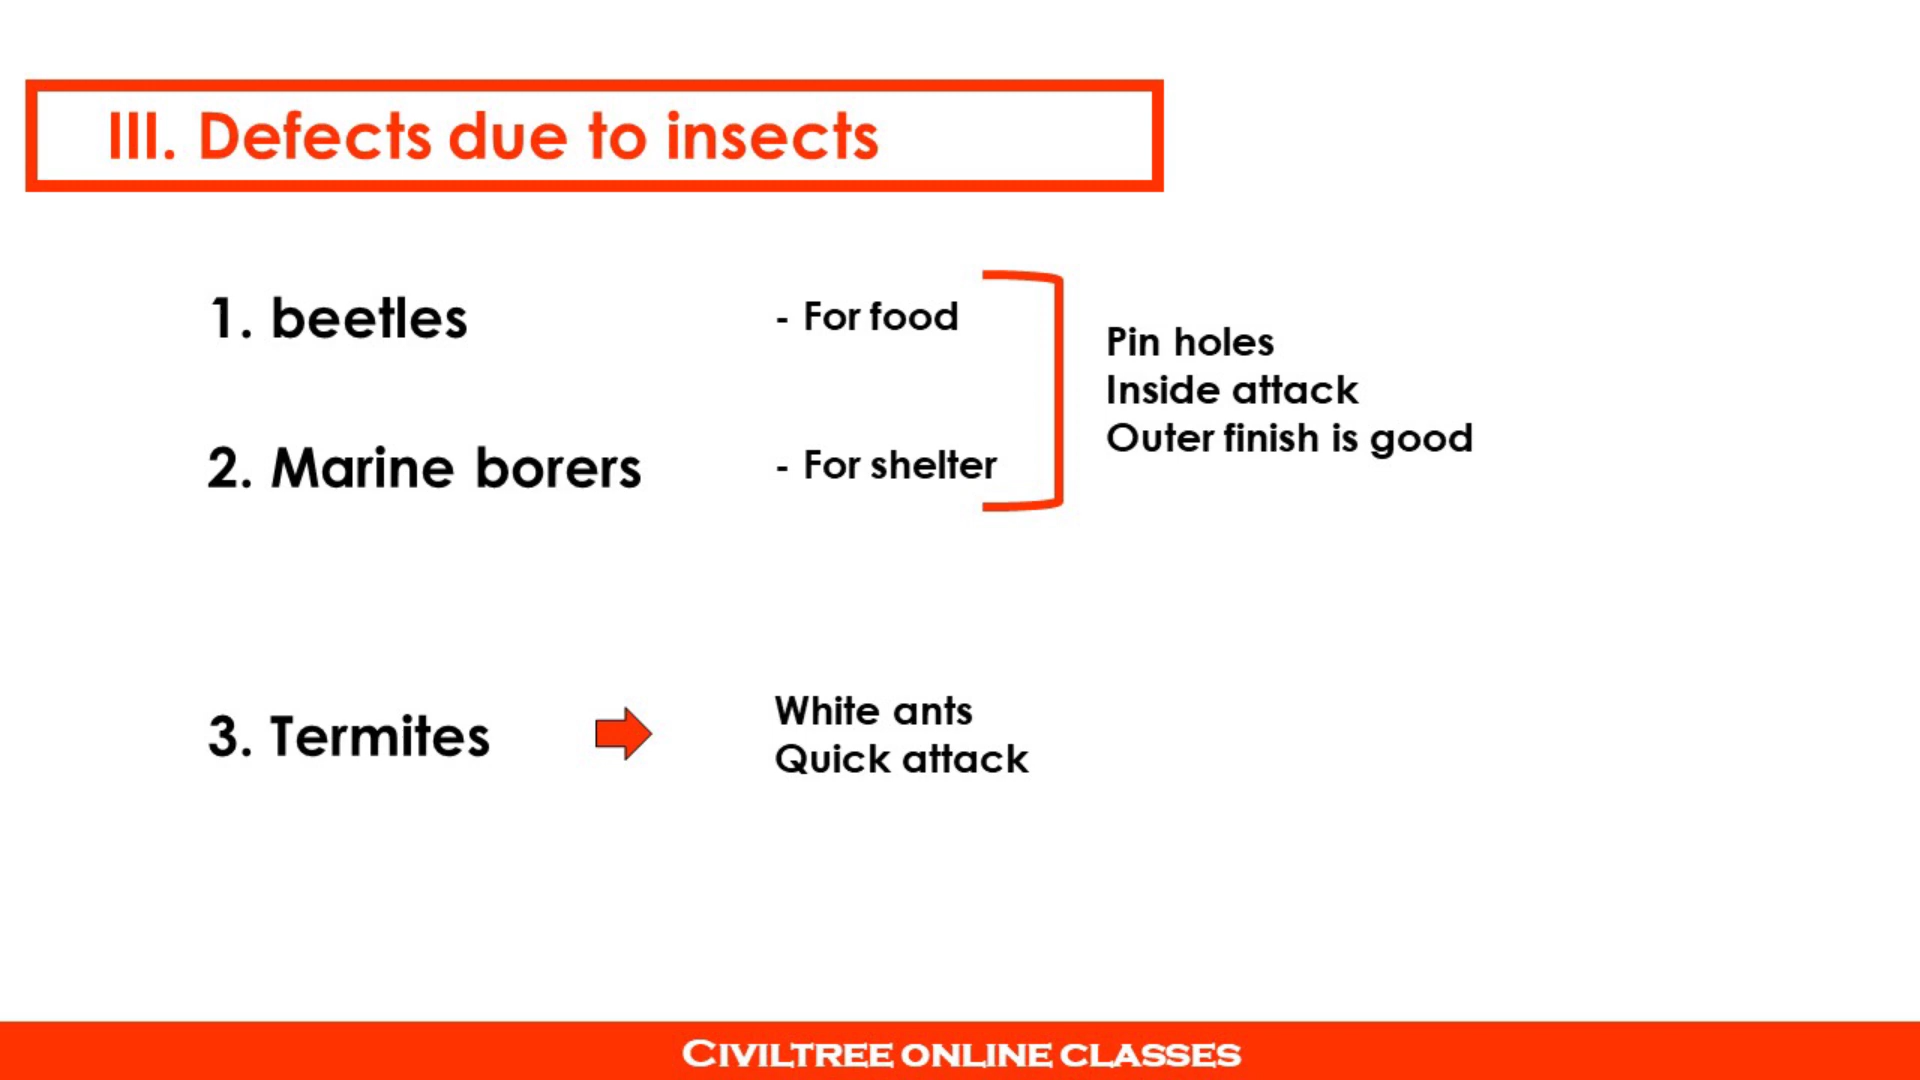 III. Defects due to insects
1. beetles - For food
Pin holes
Inside attack
Outer finish is good
2. Marine borers - For shelter
3. Termites
White ants
Quick attack
CIVILTREE ONLINE CLASSES